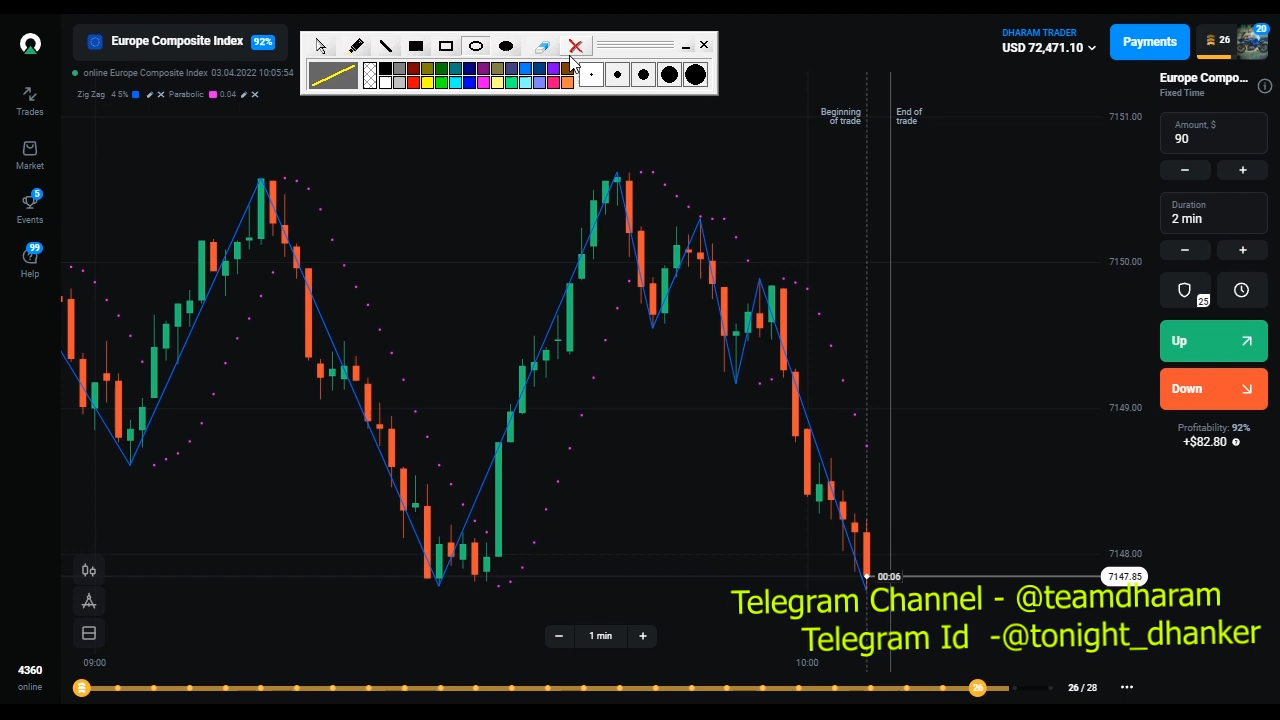 Europe Composite Index 92%
DHARAM TRADER
USD 72,471.10
Payments
26
20
online Europe Composite Index 03.04.2022 10:05:54
Zig Zag 4 5% Parabolic 0.04
Europe Compo...
Fixed Time
Trades
Market
5
Events
99
Help
Beginning
of trade
End of
trade
7151.00
7150.00
7149.00
7148.00
7147.85
00:06
Amount, $
90
Duration
2 min
25
Up
Down
Profitability: 92%
+$82.80
Telegram Channel - @teamdharam
Telegram Id -@tonight_dhanker
1 min
09:00
10:00
4360
online
26
26 / 28